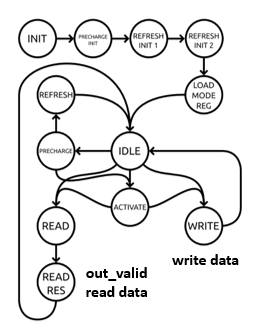 INIT
PRECHARGE
INIT
REFRESH
INIT 1
REFRESH
INIT 2
LOAD
MODE
REG
REFRESH
PRECHARGE
IDLE
ACTIVATE
READ
WRITE
READ
RES
out_valid
read data
write data